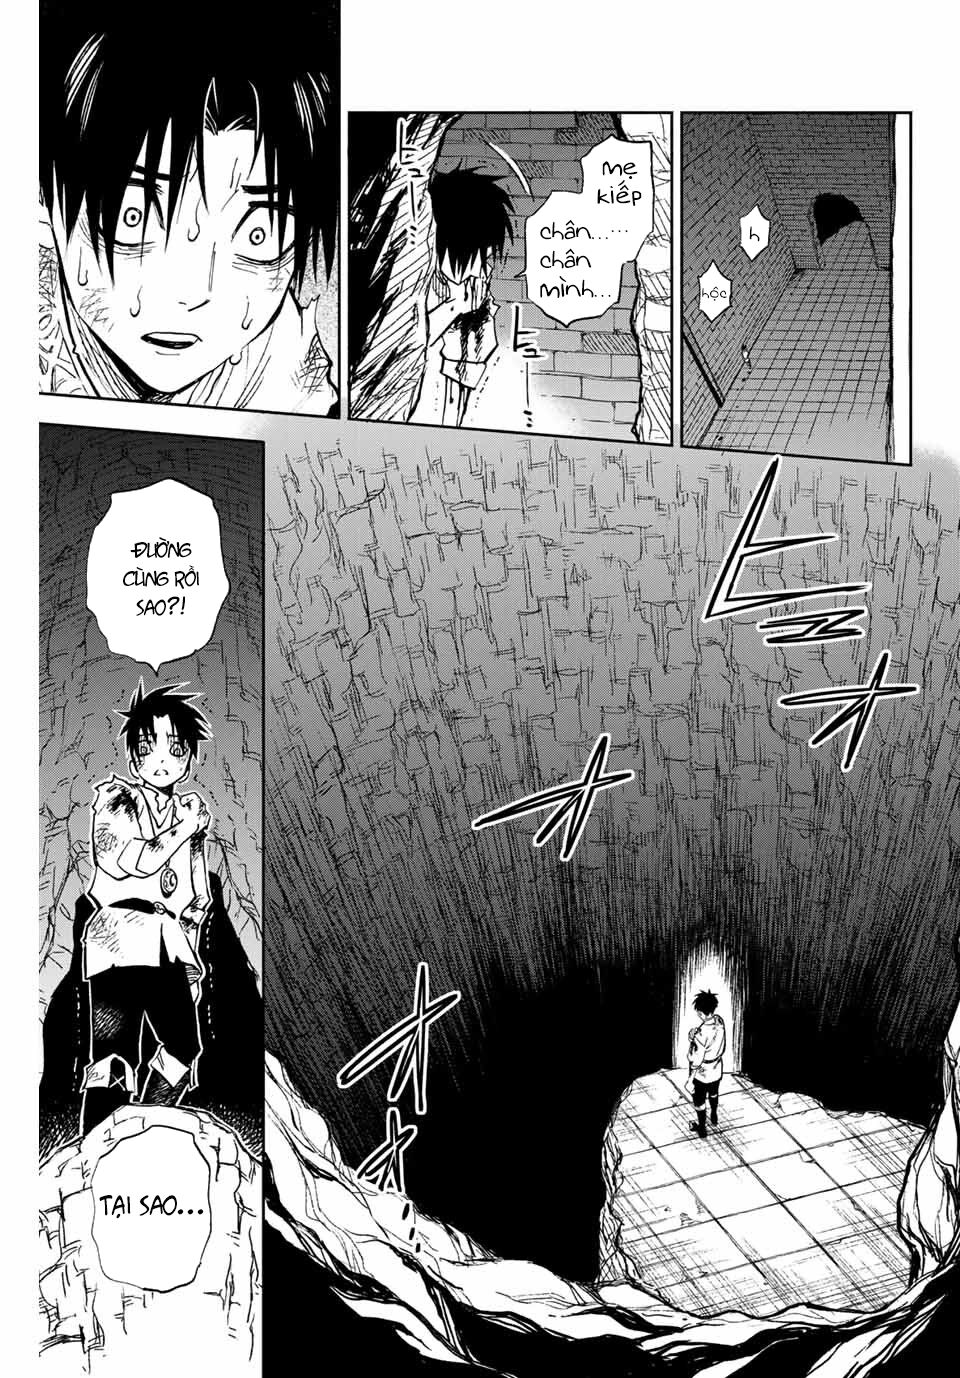 h
hộc
mẹ
kiếp
chân......
chân
mình...
ĐƯỜNG
CÙNG RỒI
SAO?!
TẠI SAO...